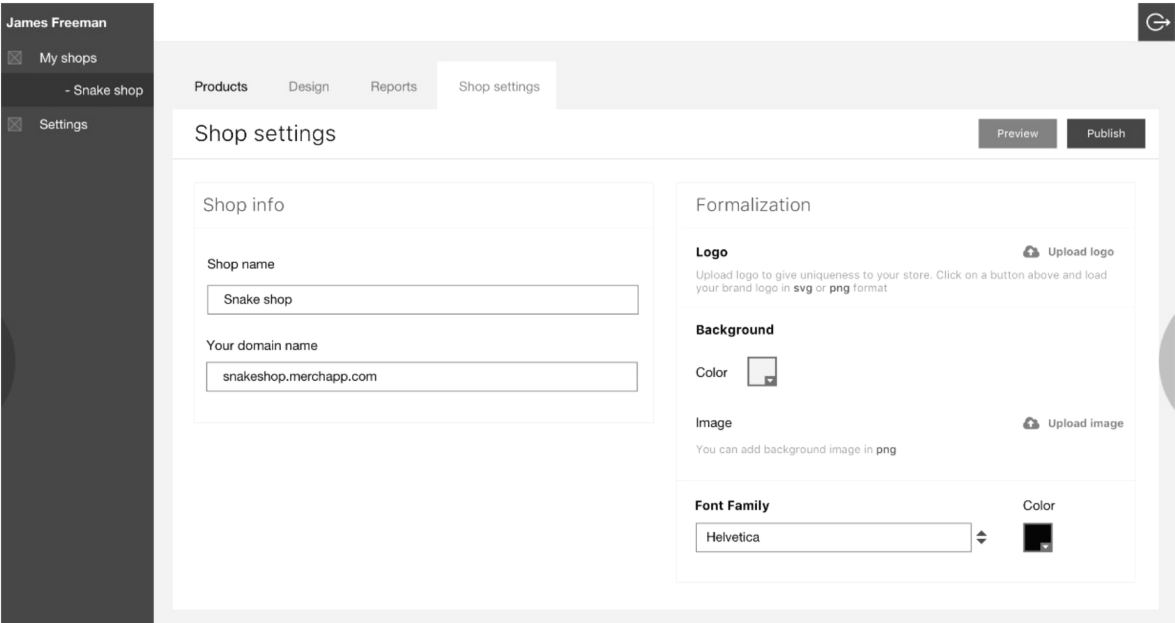 James Freeman
My shops
- Snake shop
Settings
Products
Design
Reports
Shop settings
Shop settings
Preview
Publish
Shop info
Shop name
Snake shop
Your domain name
snakeshop.merchapp.com
Formalization
Logo
Upload logo
Upload logo to give uniqueness to your store. Click on a button above and load
your brand logo in svg or png format
Background
Color
Image
Upload image
You can add background image in png
Font Family
Color
Helvetica